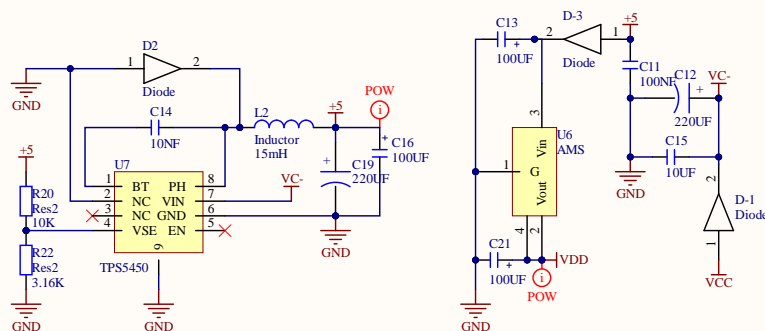 D2
1
2
Diode
GND
C14
10NF
L2
Inductor
15mH
+5
POW
i
C16
100UF
C19
220UF
GND
+5
R20
Res2
10K
R22
Res2
3.16K
GND
U7
1 BT PH 8
2 NC VIN 7
3 NC GND 6
4 VSE EN 5
9
TPS5450
VC-
GND
C13
100UF
D-3
2
1
Diode
+5
C11
100NF
C12
220UF
VC-
C15
10UF
GND
2
D-1
Diode
1
VCC
3
U6
AMS
Vin
1
G
Vout
4
2
C21
100UF
VDD
i
POW
GND